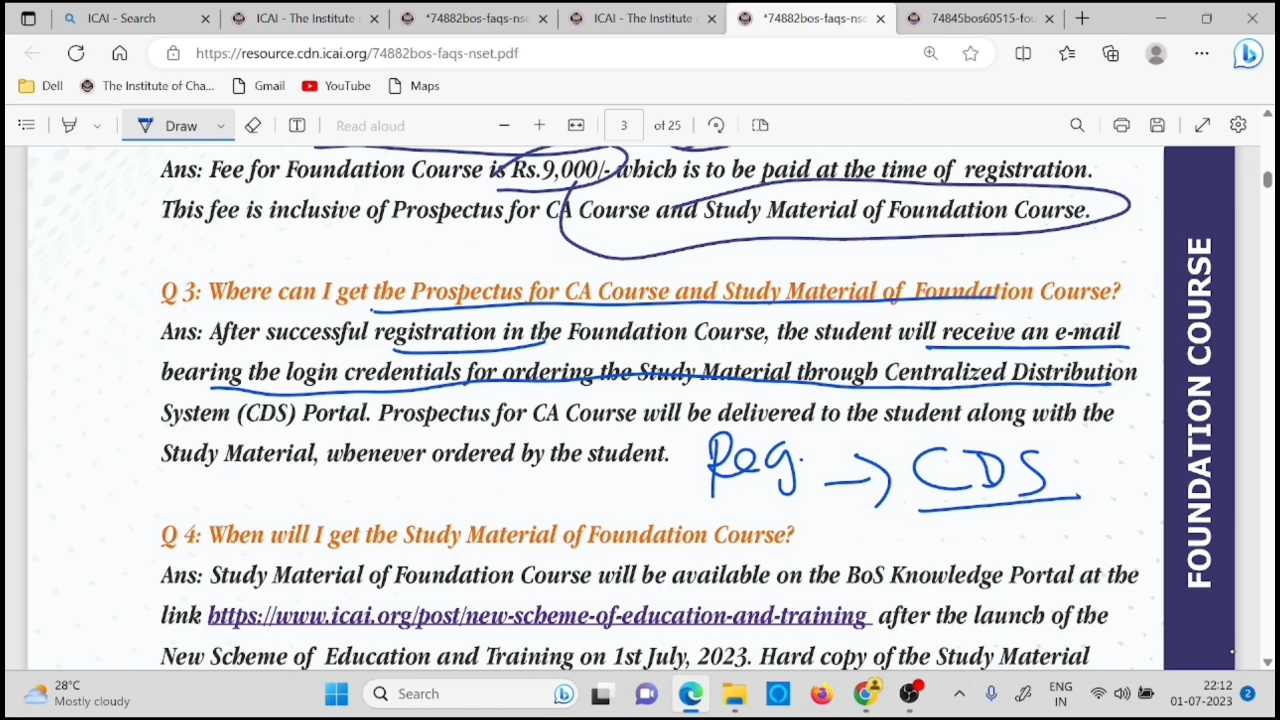 ICAI - Search
ICAI - The Institute
*74882bos-faqs-nse
ICAI - The Institute
*74882bos-faqs-nse
74845bos60515-fou
https://resource.cdn.icai.org/74882bos-faqs-nset.pdf
Dell
The Institute of Cha...
Gmail
YouTube
Maps
Draw
Read aloud
3
of 25
Ans: Fee for Foundation Course is Rs.9,000/- which is to be paid at the time of registration.
This fee is inclusive of Prospectus for CA Course and Study Material of Foundation Course.
Q 3: Where can I get the Prospectus for CA Course and Study Material of Foundation Course?
Ans: After successful registration in the Foundation Course, the student will receive an e-mail
bearing the login credentials for ordering the Study Material through Centralized Distribution
System (CDS) Portal. Prospectus for CA Course will be delivered to the student along with the
Study Material, whenever ordered by the student.
Reg. → CDS
Q 4: When will I get the Study Material of Foundation Course?
Ans: Study Material of Foundation Course will be available on the BoS Knowledge Portal at the
link https://www.icai.org/post/new-scheme-of-education-and-training after the launch of the
New Scheme of Education and Training on 1st July, 2023. Hard copy of the Study Material
FOUNDATION COURSE
28°C
Mostly cloudy
Search
ENG
IN
22:12
01-07-2023
2